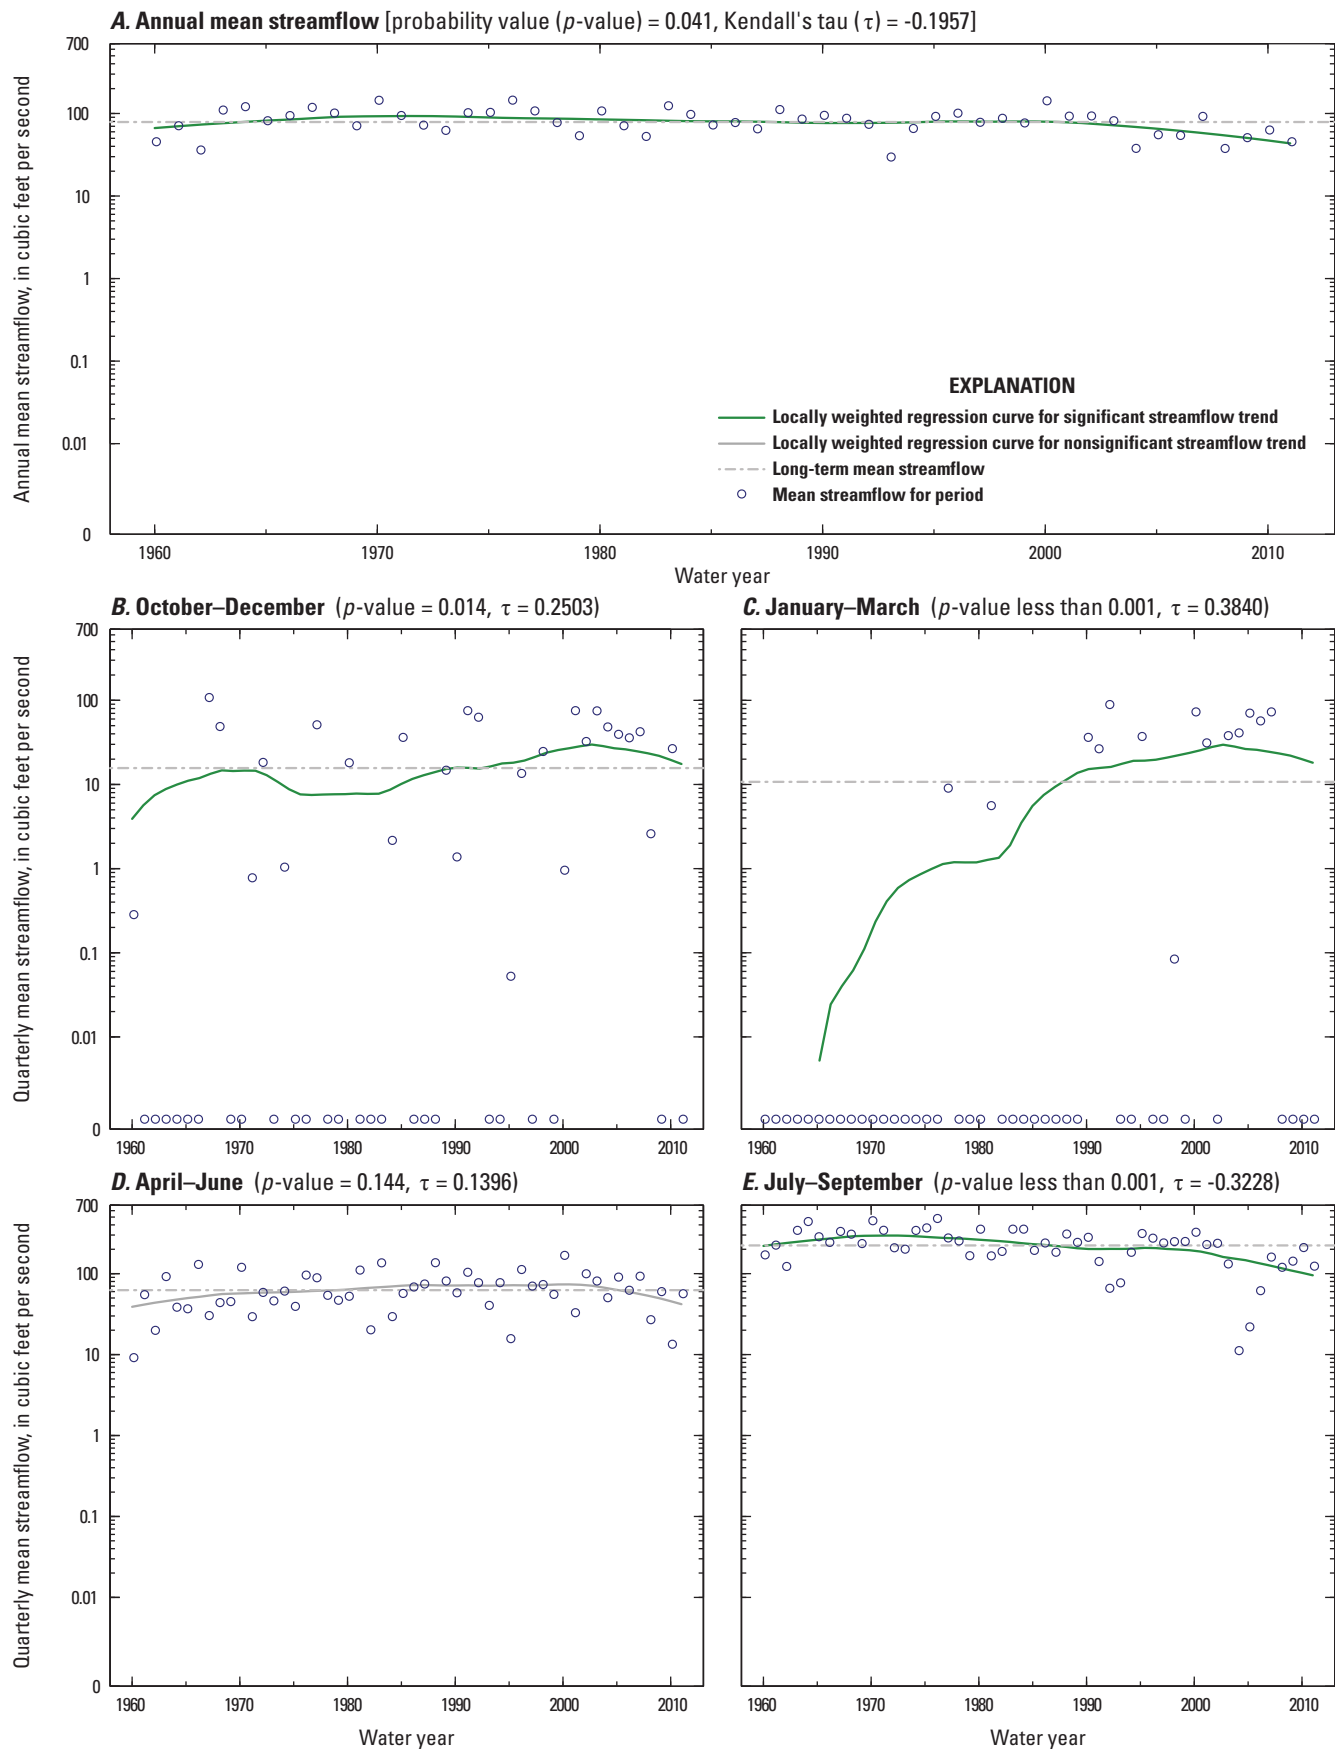 A. Annual mean streamflow [probability value (p-value) = 0.041, Kendall's tau (τ) = -0.1957]
Annual mean streamflow, in cubic feet per second
700
100
10
1
0.1
0.01
0
EXPLANATION
Locally weighted regression curve for significant streamflow trend
Locally weighted regression curve for nonsignificant streamflow trend
Long-term mean streamflow
Mean streamflow for period
1960 1970 1980 1990 2000 2010
Water year
B. October–December (p-value = 0.014, τ = 0.2503)
Quarterly mean streamflow, in cubic feet per second
700
100
10
1
0.1
0.01
0
1960 1970 1980 1990 2000 2010
C. January–March (p-value less than 0.001, τ = 0.3840)
1960 1970 1980 1990 2000 2010
D. April–June (p-value = 0.144, τ = 0.1396)
Quarterly mean streamflow, in cubic feet per second
700
100
10
1
0.1
0.01
0
1960 1970 1980 1990 2000 2010
Water year
E. July–September (p-value less than 0.001, τ = -0.3228)
1960 1970 1980 1990 2000 2010
Water year